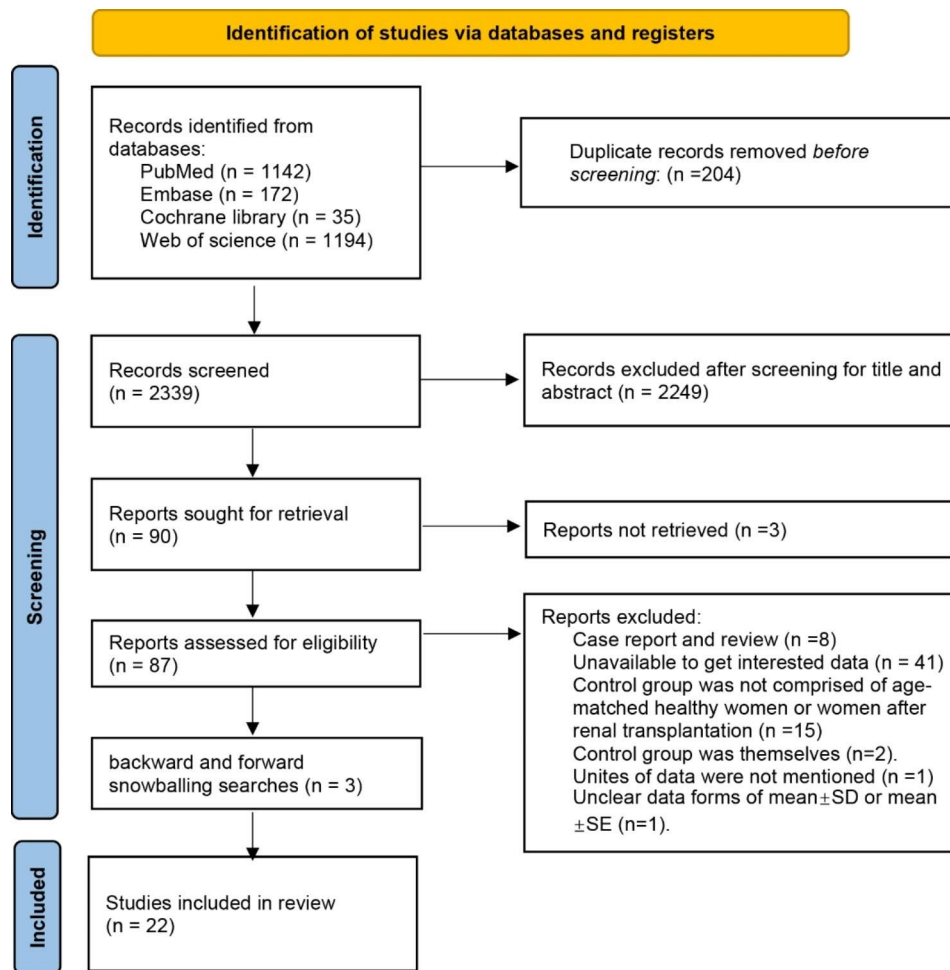 Identification of studies via databases and registers
Identification
Records identified from
databases:
PubMed (n = 1142)
Embase (n = 172)
Cochrane library (n = 35)
Web of science (n = 1194)
Duplicate records removed before
screening: (n =204)
Screening
Records screened
(n = 2339)
Records excluded after screening for title and
abstract (n = 2249)
Reports sought for retrieval
(n = 90)
Reports not retrieved (n =3)
Reports assessed for eligibility
(n = 87)
Reports excluded:
Case report and review (n =8)
Unavailable to get interested data (n = 41)
Control group was not comprised of age-
matched healthy women or women after
renal transplantation (n =15)
Control group was themselves (n=2).
Unites of data were not mentioned (n =1)
Unclear data forms of mean±SD or mean
±SE (n=1).
backward and forward
snowballing searches (n = 3)
Included
Studies included in review
(n = 22)